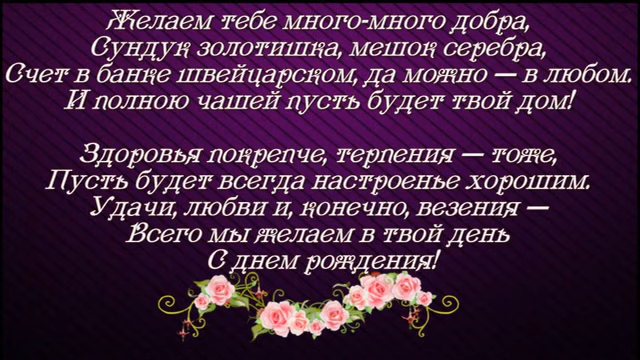 Желаем тебе много-много добра,
Сундук золотишка, мешок серебра,
Счет в банке швейцарском, да можно — в любом.
И полною чашей пусть будет твой дом!
Здоровья покрепче, терпения — тоже,
Пусть будет всегда настроенье хорошим.
Удачи, любви и, конечно, везения —
Всего мы желаем в твой день
С днем рождения!